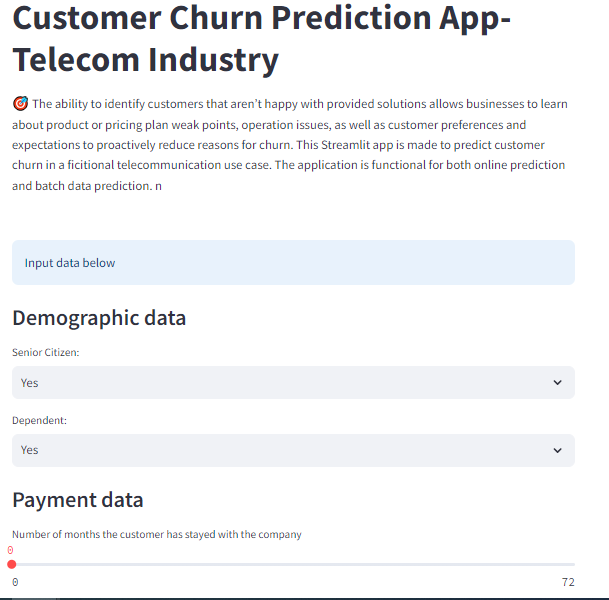 Customer Churn Prediction App-
Telecom Industry
🎯 The ability to identify customers that aren't happy with provided solutions allows businesses to learn
about product or pricing plan weak points, operation issues, as well as customer preferences and
expectations to proactively reduce reasons for churn. This Streamlit app is made to predict customer
churn in a ficitional telecommunication use case. The application is functional for both online prediction
and batch data prediction. n
Input data below
Demographic data
Senior Citizen:
Yes
Dependent:
Yes
Payment data
Number of months the customer has stayed with the company
0
0 72